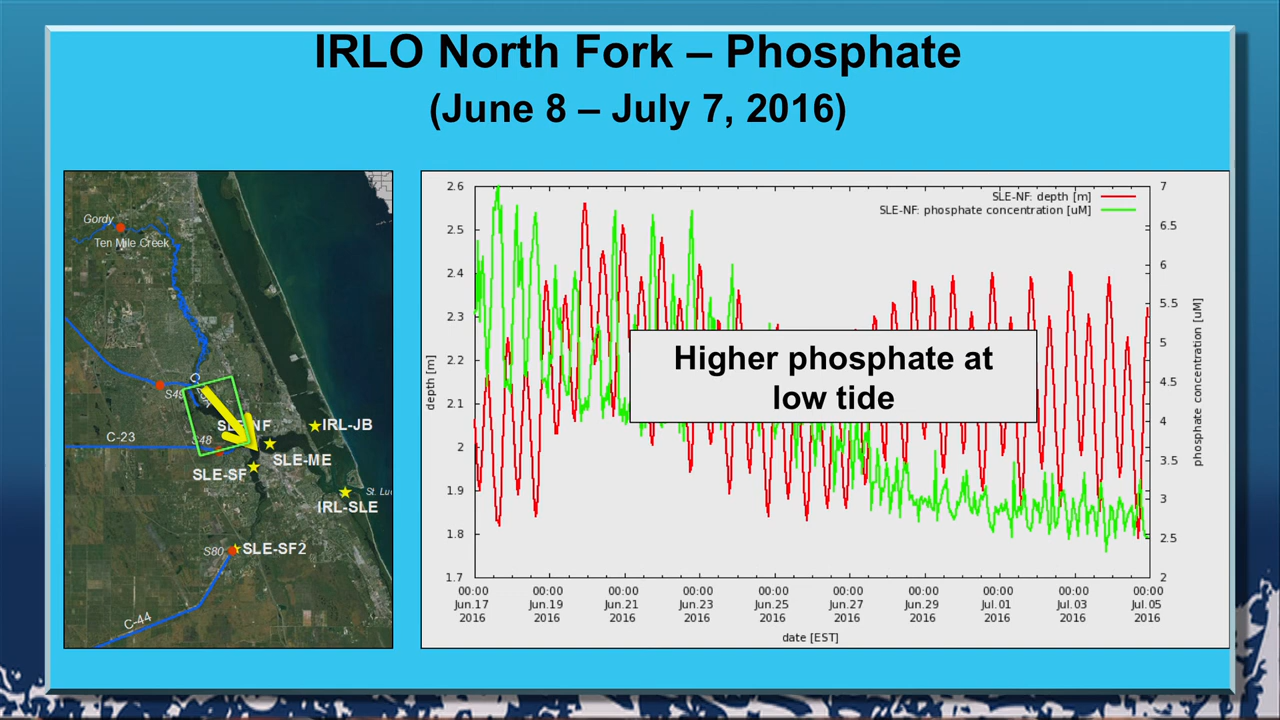 IRLO North Fork – Phosphate
(June 8 – July 7, 2016)
Gordy
Ten Mile Creek
S49
C-23
S48
SLE-NF
IRL-JB
SLE-ME
SLE-SF
St. Lu
IRL-SLE
S80
SLE-SF2
C-44
SLE-NF: depth [m]
SLE-NF: phosphate concentration [uM]
2.6
2.5
2.4
2.3
2.2
2.1
2
1.9
1.8
1.7
depth [m]
7
6.5
6
5.5
5
4.5
4
3.5
3
2.5
2
phosphate concentration [uM]
Higher phosphate at
low tide
00:00 00:00 00:00 00:00 00:00 00:00 00:00 00:00 00:00 00:00
Jun.17 Jun.19 Jun.21 Jun.23 Jun.25 Jun.27 Jun.29 Jul.01 Jul.03 Jul.05
2016 2016 2016 2016 2016 2016 2016 2016 2016 2016
date [EST]